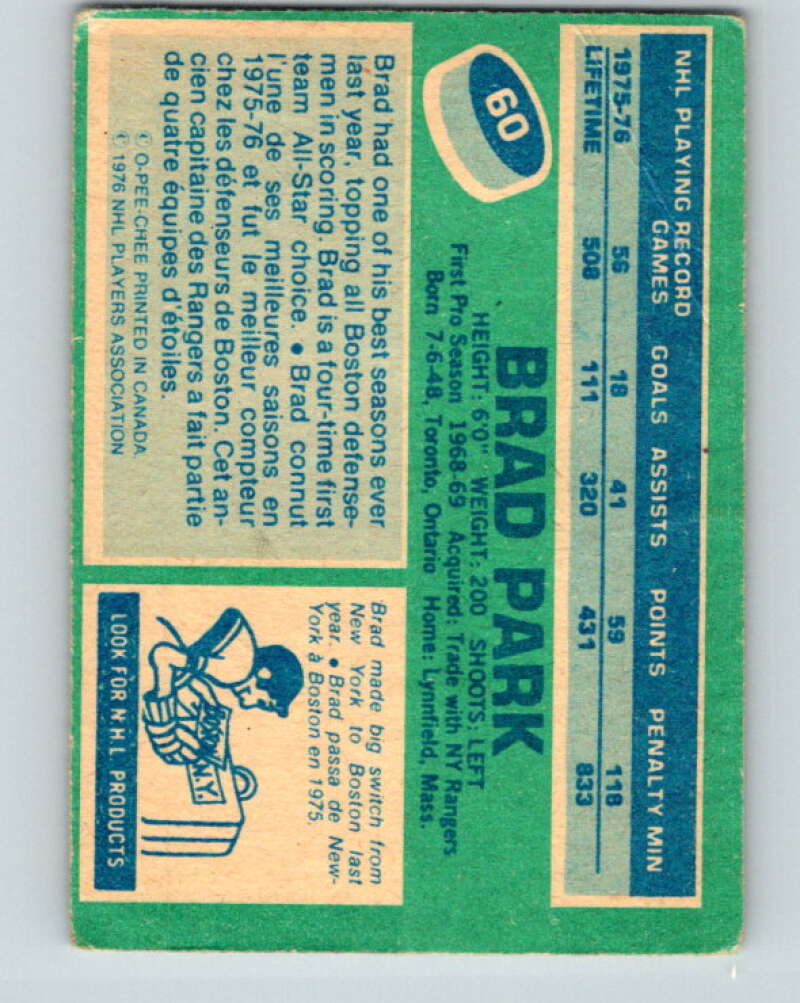 NHL PLAYING RECORD
GAMES GOALS ASSISTS POINTS PENALTY MIN
1975-76 56 18 41 59 118
LIFETIME 508 111 320 431 833
60
BRAD PARK
HEIGHT: 6'0" WEIGHT: 200 SHOOTS: LEFT
First Pro Season 1968-69 Acquired: Trade with NY Rangers
Born 7-6-48, Toronto, Ontario Home: Lynnfield, Mass.
Brad had one of his best seasons ever
last year, topping all Boston defense-
men in scoring. Brad is a four-time first
team All-Star choice. • Brad connut
l'une de ses meilleures saisons en
1975-76 et fut le meilleur compteur
chez les défenseurs de Boston. Cet an-
cien capitaine des Rangers a fait partie
de quatre équipes d'étoiles.
© O-PEE-CHEE PRINTED IN CANADA
© 1976 NHL PLAYERS ASSOCIATION
Brad made big switch from
New York to Boston last
year. • Brad passa de New-
York à Boston en 1975.
BOSTON
N.Y.
LOOK FOR N.H.L. PRODUCTS